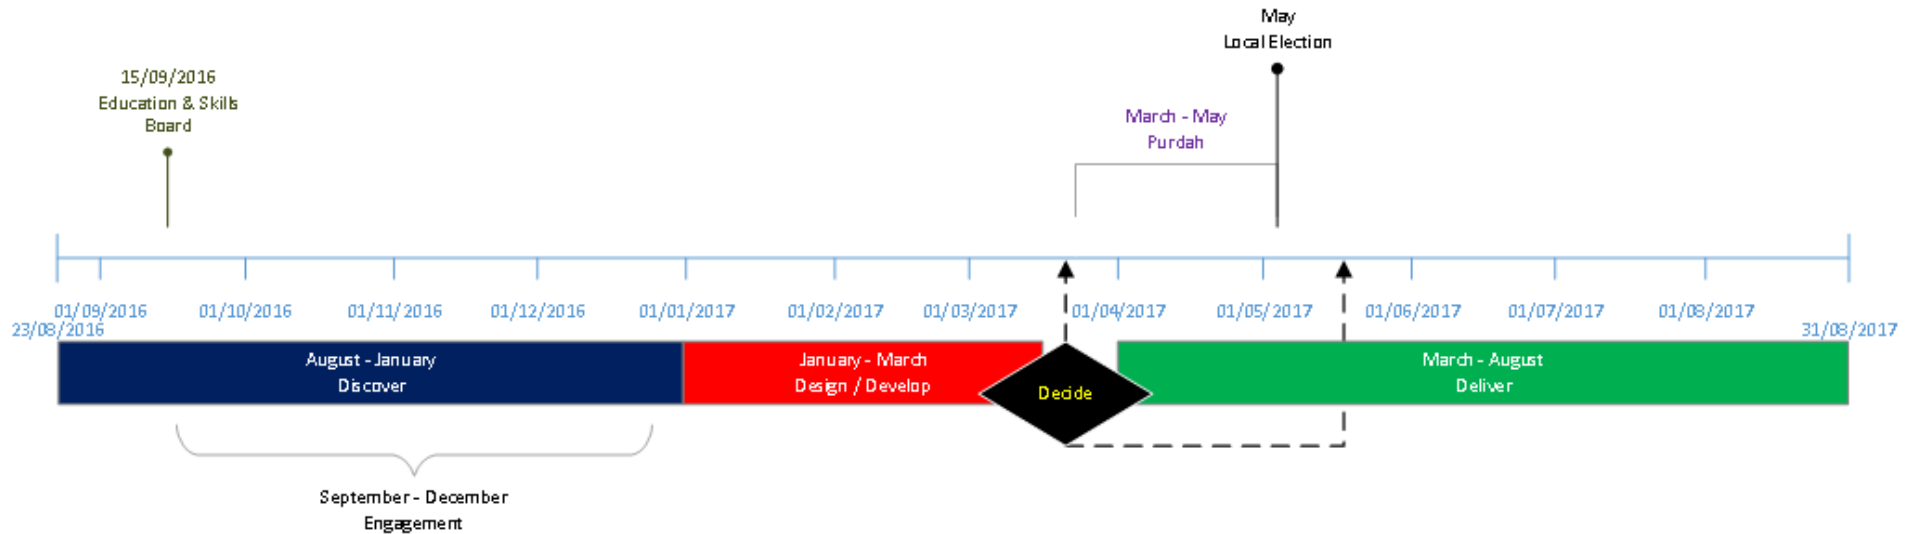 May
Local Election
15/09/2016
Education & Skills
Board
March - May
Purdah
01/09/2016
01/10/2016
01/11/2016
01/12/2016
01/01/2017
01/02/2017
01/03/2017
01/04/2017
01/05/2017
01/06/2017
01/07/2017
01/08/2017
23/08/2016
31/08/2017
August - January
Discover
January - March
Design / Develop
Decide
March - August
Deliver
September - December
Engagement